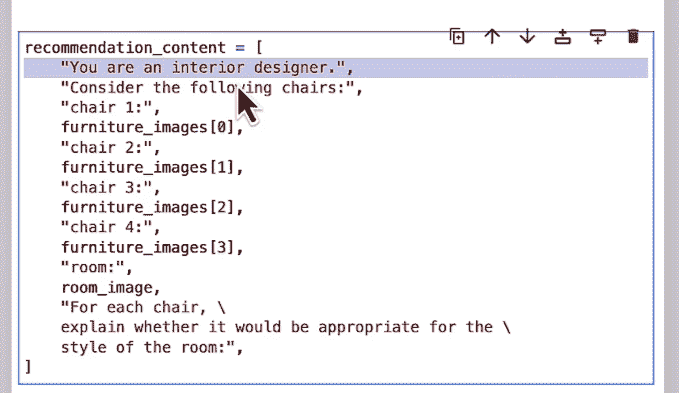 recommendation_content = [
"You are an interior designer.",
"Consider the following chairs:",
"chair 1:",
furniture_images[0],
"chair 2:",
furniture_images[1],
"chair 3:",
furniture_images[2],
"chair 4:",
furniture_images[3],
"room:",
room_image,
"For each chair, \
explain whether it would be appropriate for the \
style of the room:",
]